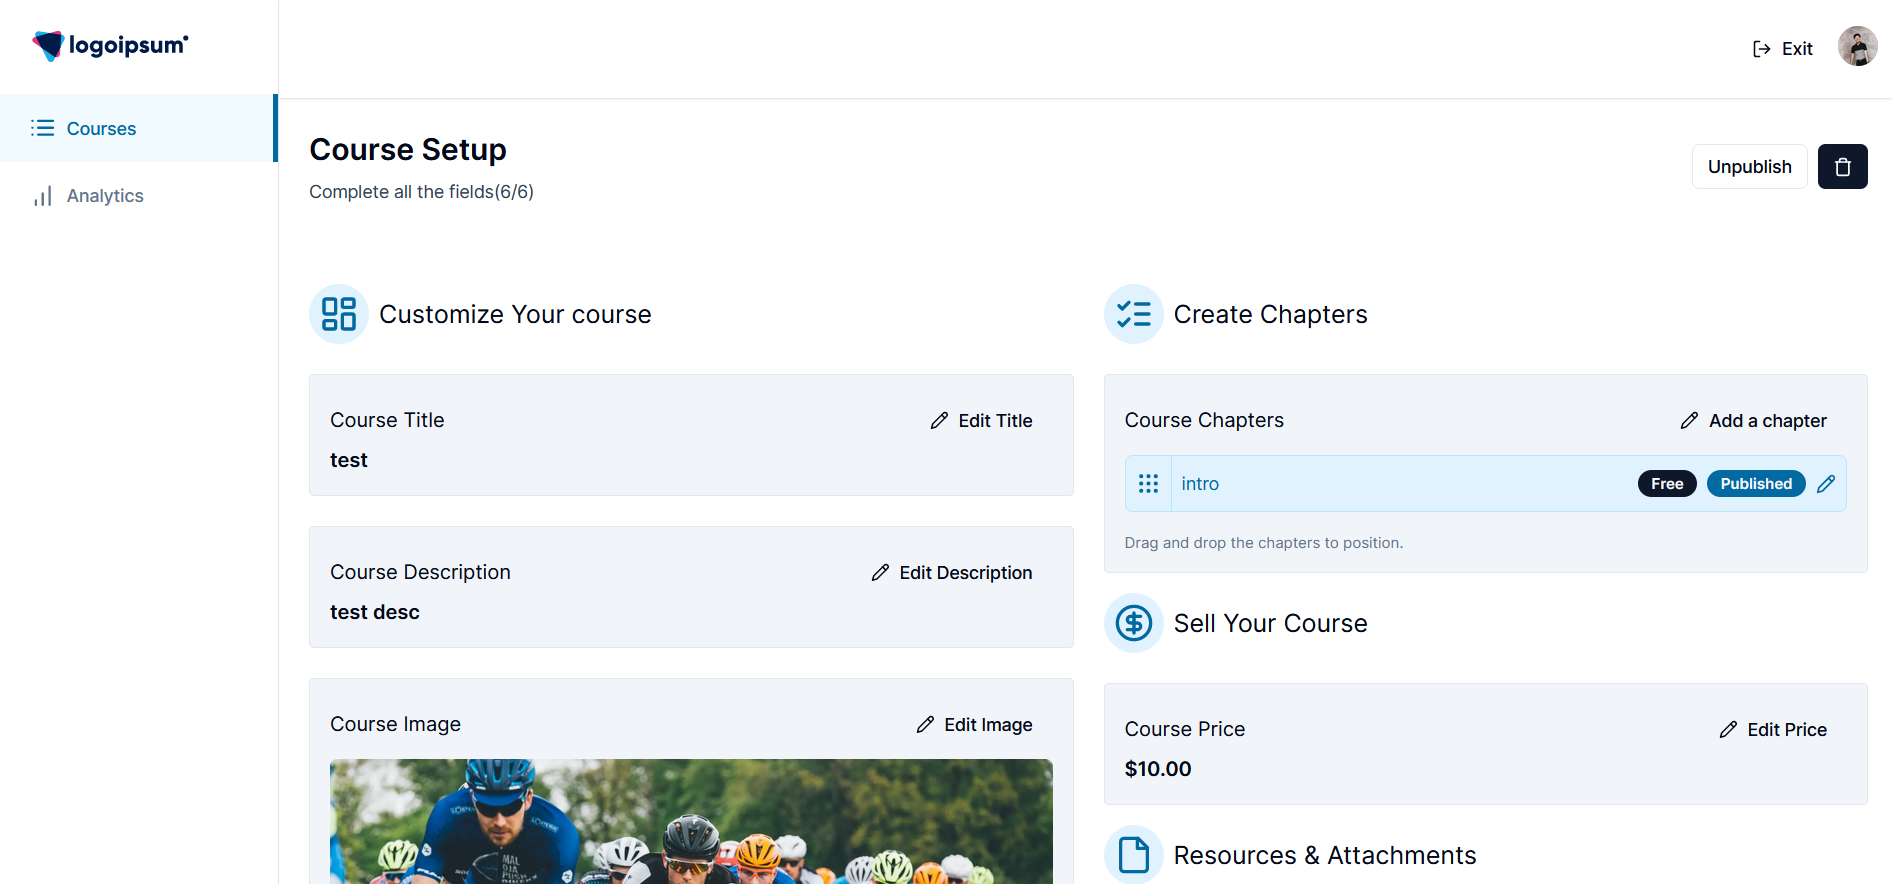 logoipsum
Exit
Courses
Analytics
Course Setup
Complete all the fields(6/6)
Unpublish
Customize Your course
Course Title
Edit Title
test
Course Description
Edit Description
test desc
Course Image
Edit Image
MAL
Create Chapters
Course Chapters
Add a chapter
intro
Free
Published
Drag and drop the chapters to position.
Sell Your Course
Course Price
Edit Price
$10.00
Resources & Attachments